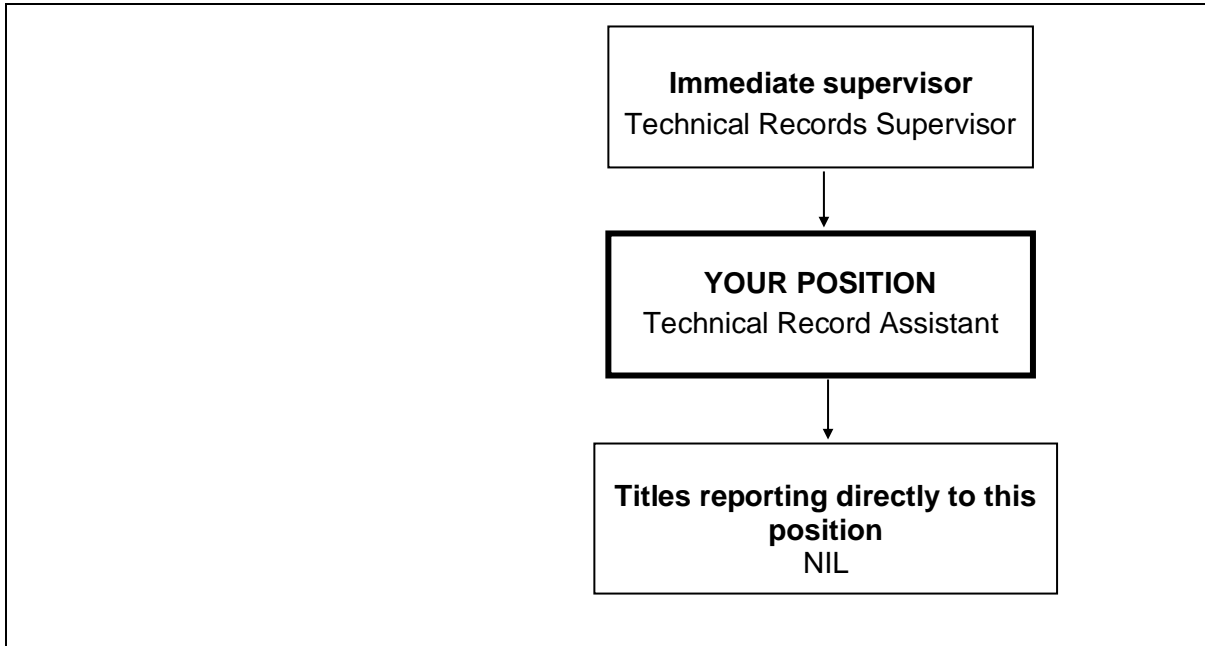 Immediate supervisor
Technical Records Supervisor
YOUR POSITION
Technical Record Assistant
Titles reporting directly to this
position
NIL